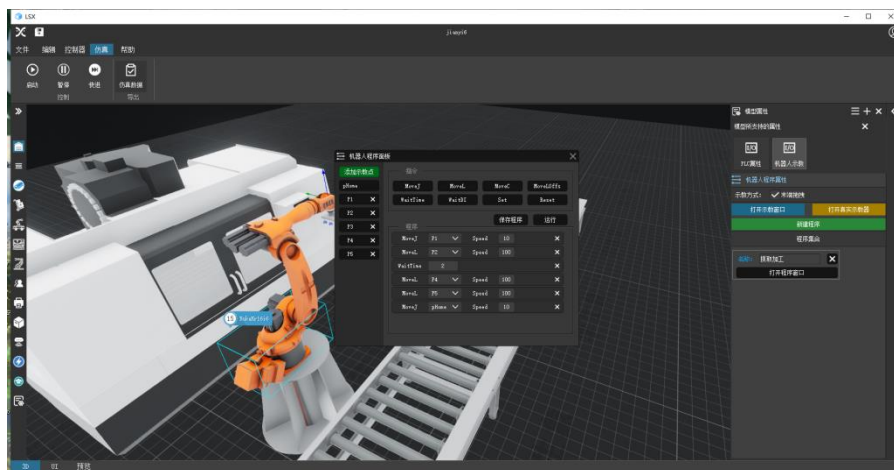 LSX
jiamyi6
文件 编辑 控制器 仿真 帮助
启动 暂停 快进 仿真数据
控制 导出
模型属性
模型所支持的属性
I/O I/O
PLC属性 机器人示教
机器人程序属性
示教方式: 末端拖拽
打开示教窗口 打开真实示教器
新建程序
程序集合
名称: 抓取加工
打开程序窗口
机器人程序面板
添加示教点
pHome
P1
P2
P3
P4
P5
指令
MoveJ MoveL MoveC MoveLOffs
WaitTime WaitDI Set Reset
保存程序 运行
程序
MoveJ P1 Speed 10
MoveL P2 Speed 100
WaitTime 2
MoveL P4 Speed 100
MoveL P5 Speed 100
MoveJ pHome Speed 10
15
3D UI 预览